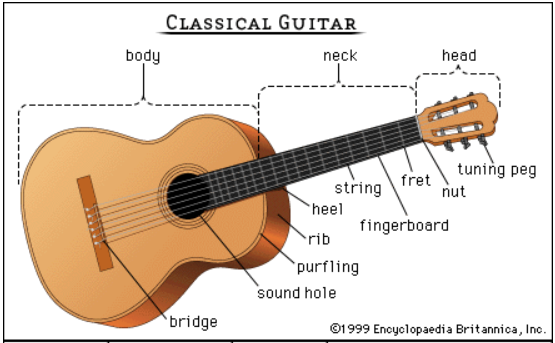 CLASSICAL GUITAR
body
neck
head
tuning peg
nut
fret
string
fingerboard
heel
rib
purfling
sound hole
bridge
©1999 Encyclopaedia Britannica, Inc.